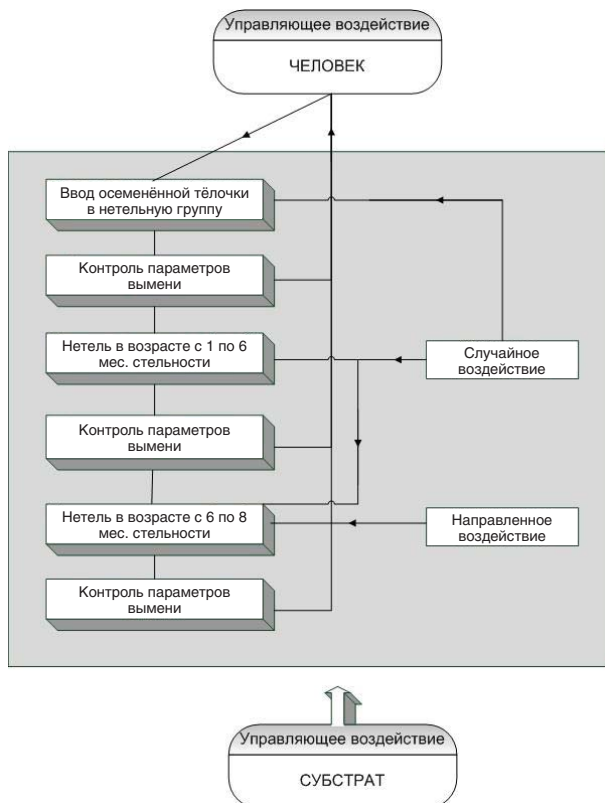 Управляющее воздействие
ЧЕЛОВЕК
Ввод осеменённой тёлочки
в нетельную группу
Контроль параметров
вымени
Нетель в возрасте с 1 по 6
мес. стельности
Случайное
воздействие
Контроль параметров
вымени
Нетель в возрасте с 6 по 8
мес. стельности
Направленное
воздействие
Контроль параметров
вымени
Управляющее воздействие
СУБСТРАТ